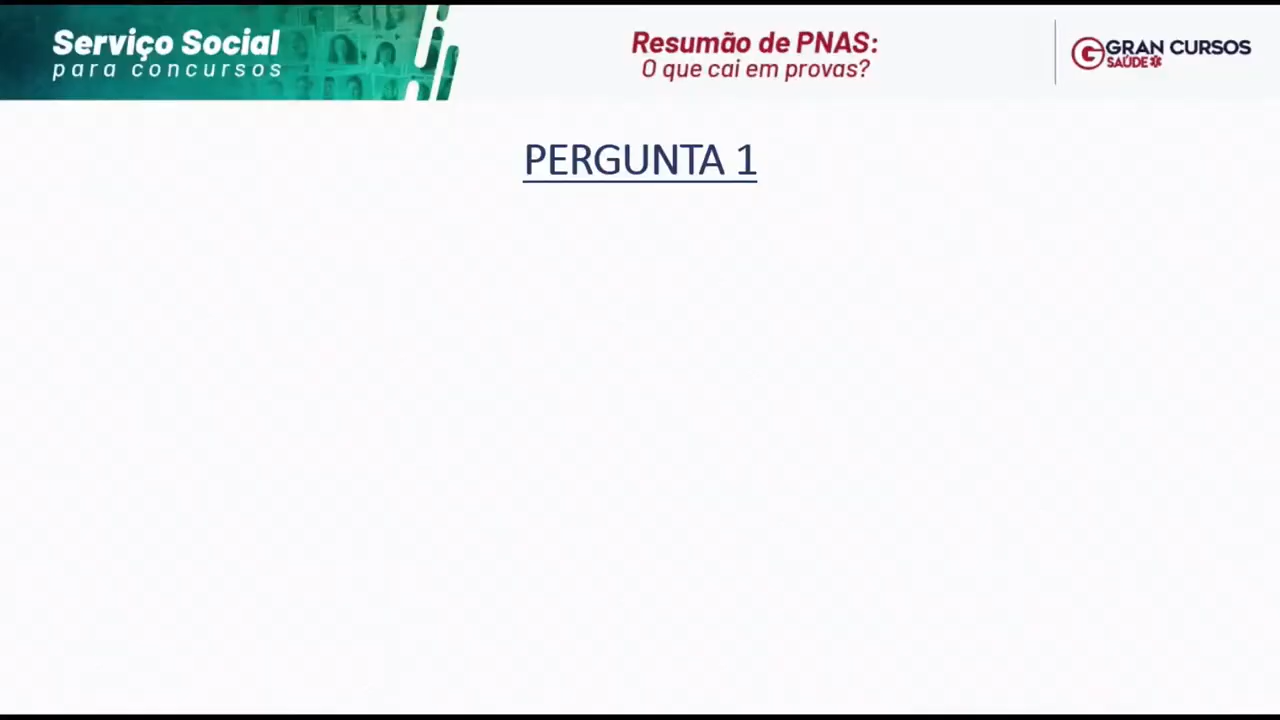 Serviço Social
para concursos
Resumão de PNAS:
O que cai em provas?
G GRAN CURSOS
SAÚDE
PERGUNTA 1